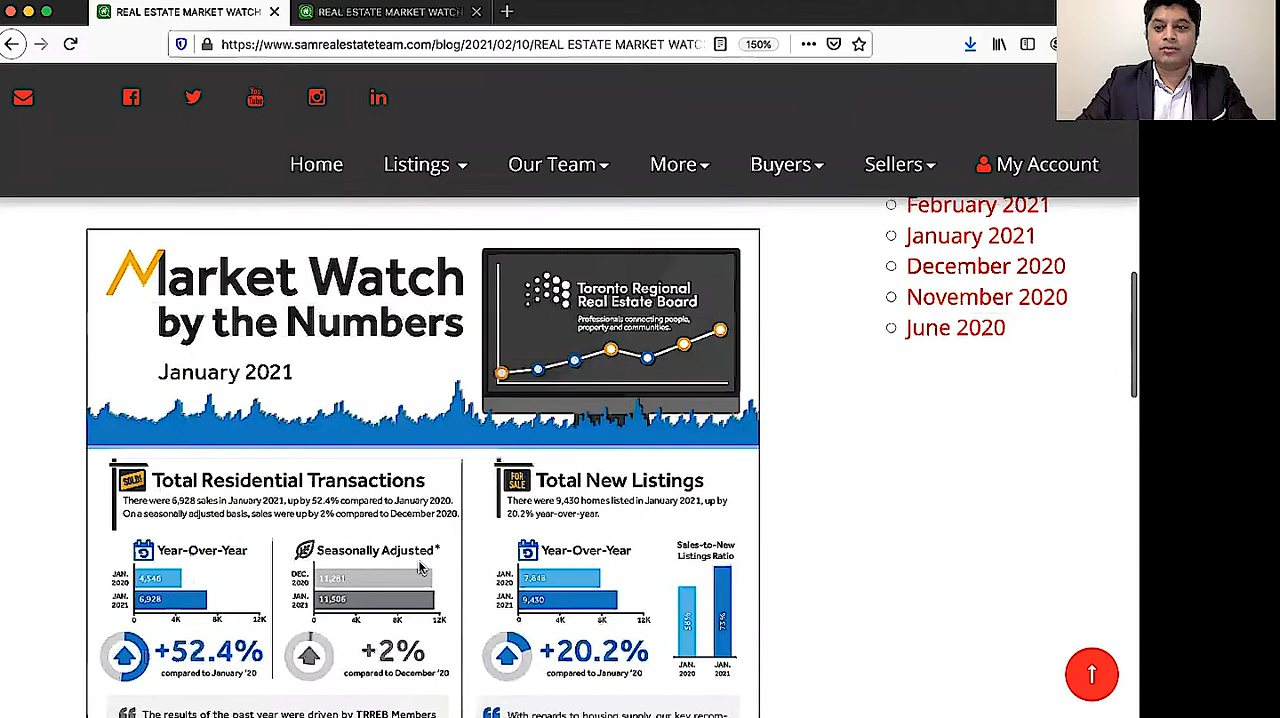 REAL ESTATE MARKET WATCH
REAL ESTATE MARKET WATCH
https://www.samrealestateteam.com/blog/2021/02/10/REAL ESTATE MARKET WATC
150%
Home Listings Our Team More Buyers Sellers My Account
February 2021
January 2021
December 2020
November 2020
June 2020
Market Watch
by the Numbers
January 2021
Toronto Regional
Real Estate Board
Professionals connecting people,
property and communities.
SOLD
Total Residential Transactions
There were 6,928 sales in January 2021, up by 52.4% compared to January 2020.
On a seasonally adjusted basis, sales were up by 2% compared to December 2020.
Year-Over-Year
JAN. 2020 4,546
JAN. 2021 6,928
0 4K 8K 12K
+52.4%
compared to January '20
Seasonally Adjusted*
DEC. 2020 11,281
JAN. 2021 11,506
0 4K 8K 12K
+2%
compared to December '20
FOR SALE
Total New Listings
There were 9,430 homes listed in January 2021, up by
20.2% year-over-year.
Year-Over-Year
JAN. 2020 7,848
JAN. 2021 9,430
0 4K 8K 12K
+20.2%
compared to January '20
Sales-to-New
Listings Ratio
58% 73%
JAN. 2020 JAN. 2021
The results of the past year were driven by TRREB Members
With regards to housing supply, our key recom-